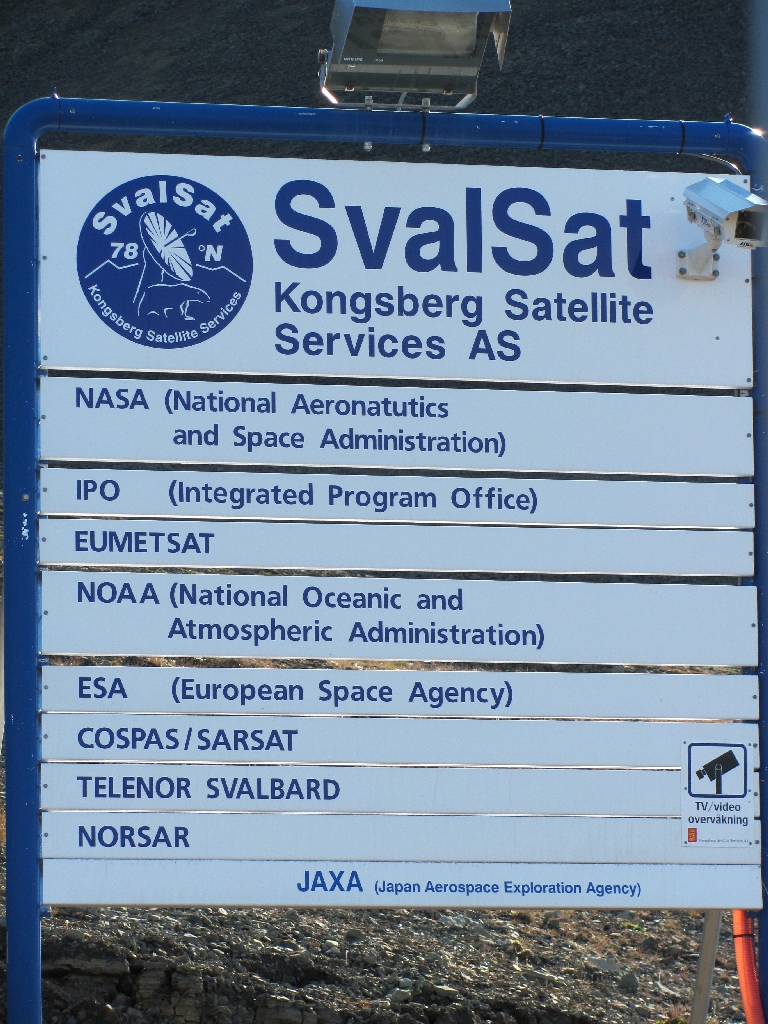 SvalSat
78 °N
Kongsberg Satellite Services
SvalSat
Kongsberg Satellite
Services AS
NASA (National Aeronatutics
and Space Administration)
IPO (Integrated Program Office)
EUMETSAT
NOAA (National Oceanic and
Atmospheric Administration)
ESA (European Space Agency)
COSPAS/SARSAT
TELENOR SVALBARD
NORSAR
JAXA (Japan Aerospace Exploration Agency)
TV/video
overvåkning